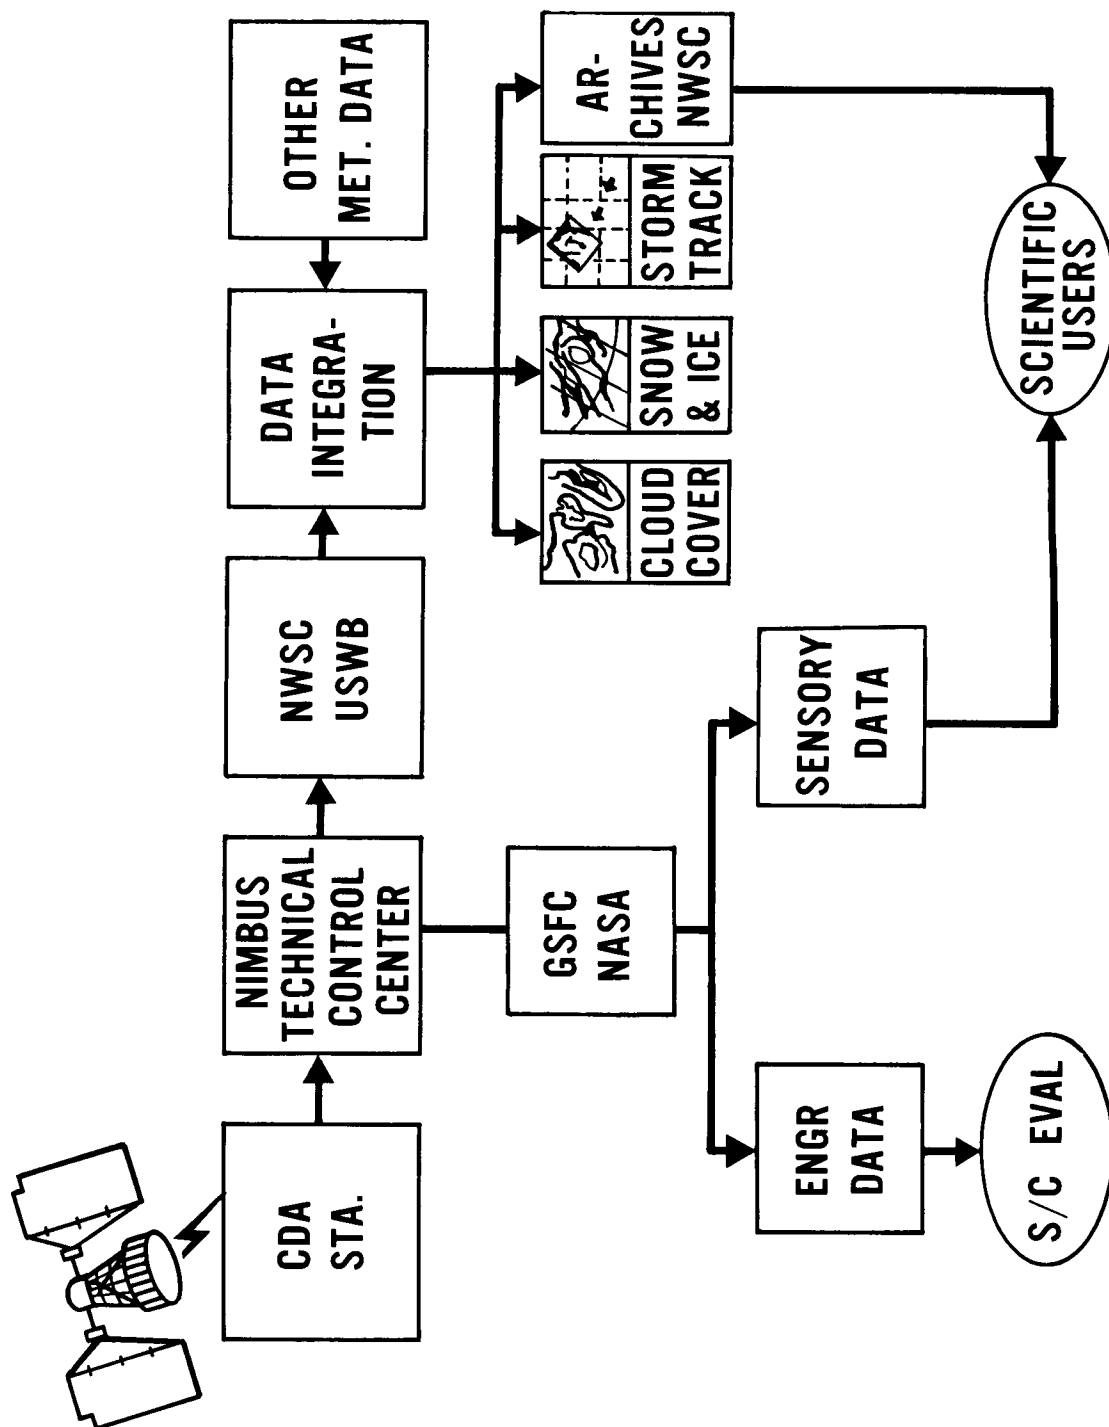 CDA
STA.
NIMBUS
TECHNICAL
CONTROL
CENTER
NWSC
USWB
DATA
INTEGRA-
TION
OTHER
MET. DATA
GSFC
NASA
CLOUD
COVER
SNOW
& ICE
STORM
TRACK
AR-
CHIVES
NWSC
ENGR
DATA
SENSORY
DATA
S/C EVAL
SCIENTIFIC
USERS